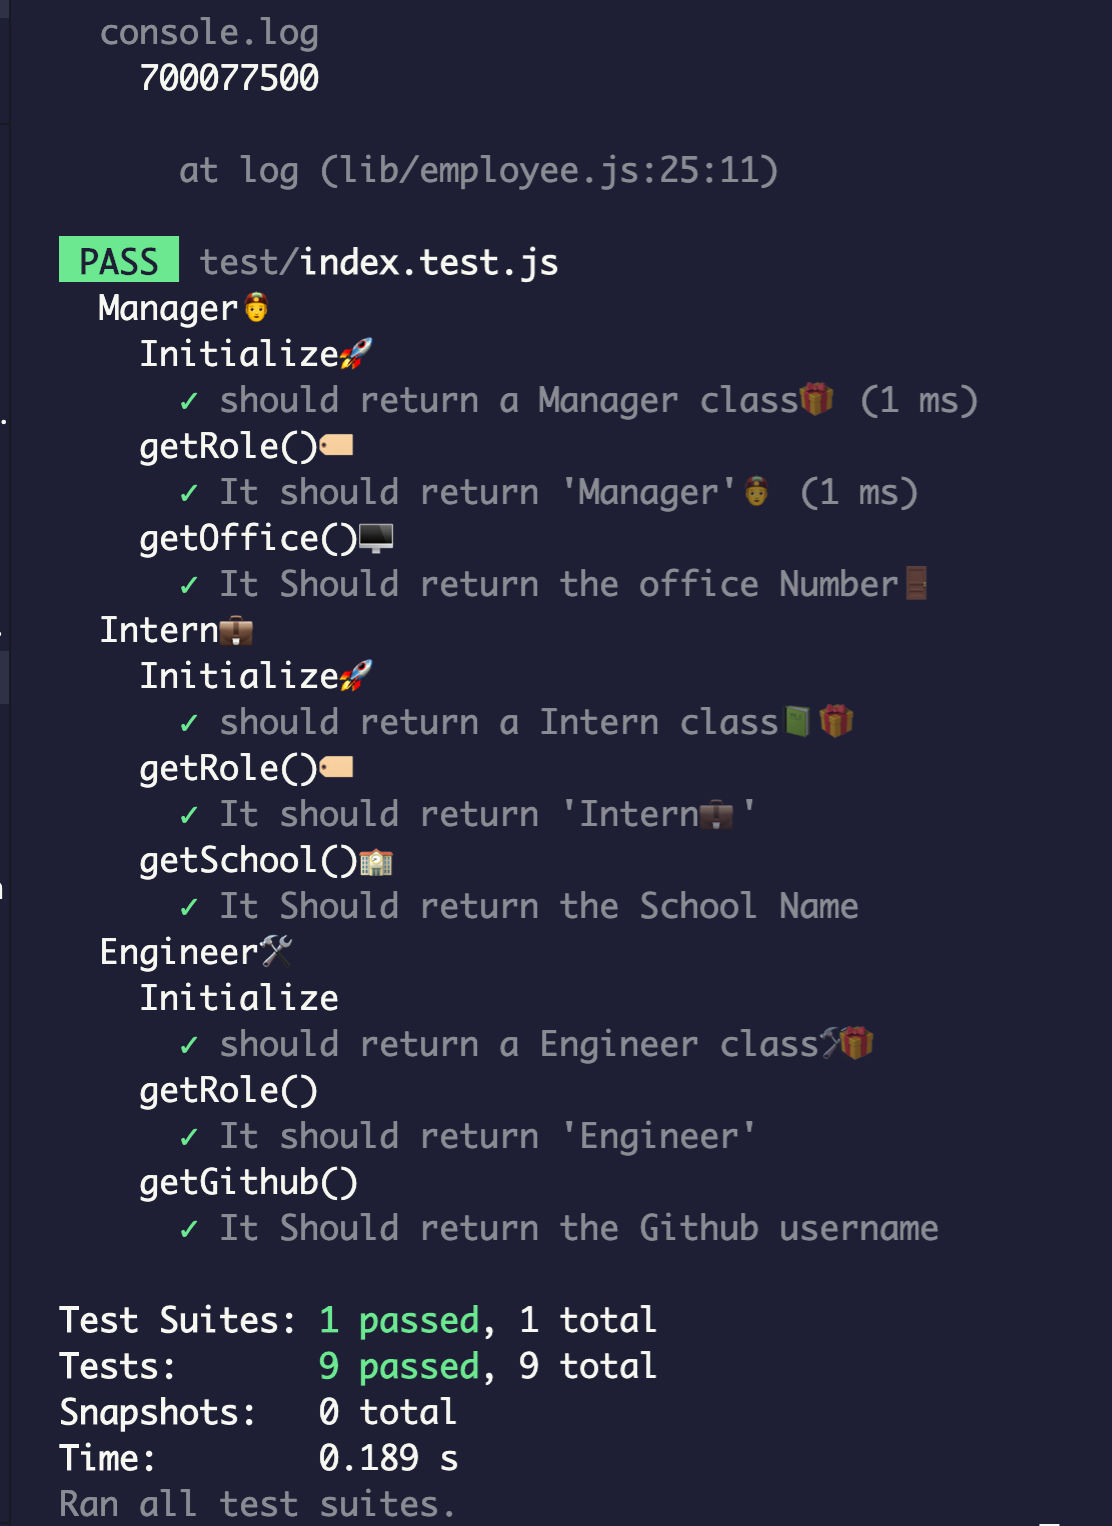 console.log
700077500
at log (lib/employee.js:25:11)
PASS test/index.test.js
Manager👲
Initialize🚀
✓ should return a Manager class🎁 (1 ms)
getRole()🏷️
✓ It should return 'Manager'👲 (1 ms)
getOffice()🖥️
✓ It Should return the office Number🚪
Intern💼
Initialize🚀
✓ should return a Intern class📗🎁
getRole()🏷️
✓ It should return 'Intern💼 '
getSchool()🏫
✓ It Should return the School Name
Engineer🛠️
Initialize
✓ should return a Engineer class🛠️🎁
getRole()
✓ It should return 'Engineer'
getGithub()
✓ It Should return the Github username
Test Suites: 1 passed, 1 total
Tests: 9 passed, 9 total
Snapshots: 0 total
Time: 0.189 s
Ran all test suites.